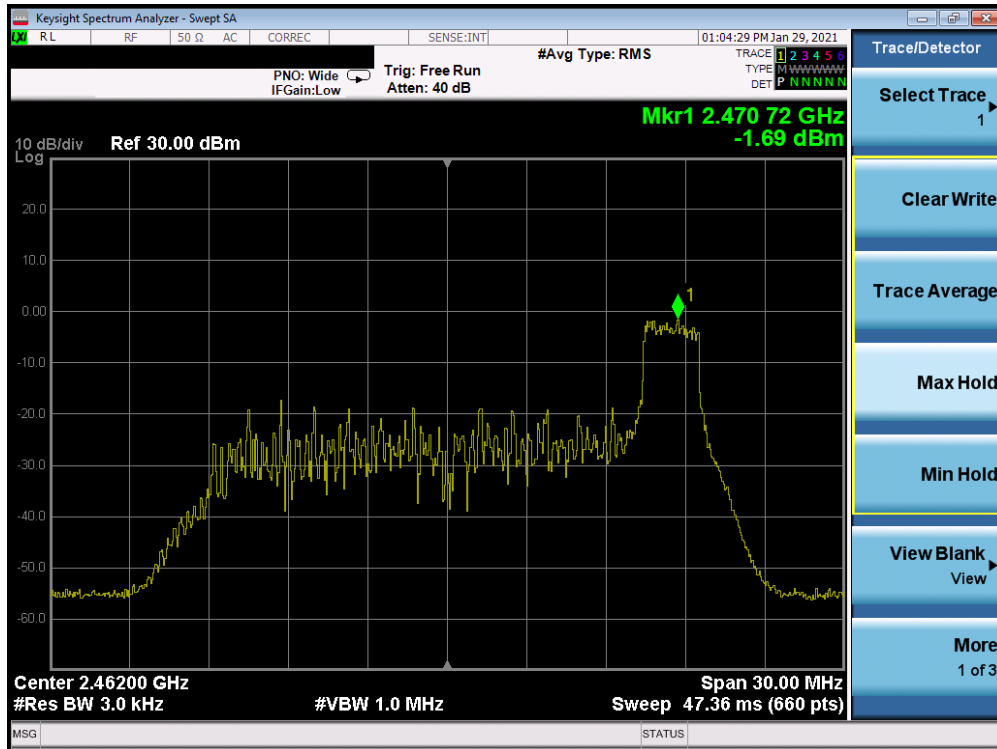 Keysight Spectrum Analyzer - Swept SA
LXI RL RF 50 Ω AC CORREC SENSE:INT 01:04:29 PM Jan 29, 2021
#Avg Type: RMS
TRACE 1 2 3 4 5 6
TYPE M W W W W W
DET P N N N N N
PNO: Wide
IFGain:Low
Trig: Free Run
Atten: 40 dB
Mkr1 2.470 72 GHz
-1.69 dBm
10 dB/div
Log
Ref 30.00 dBm
20.0
10.0
0.00
-10.0
-20.0
-30.0
-40.0
-50.0
-60.0
1
Center 2.46200 GHz
#Res BW 3.0 kHz
#VBW 1.0 MHz
Span 30.00 MHz
Sweep 47.36 ms (660 pts)
MSG
STATUS
Trace/Detector
Select Trace
1
Clear Write
Trace Average
Max Hold
Min Hold
View Blank
View
More
1 of 3